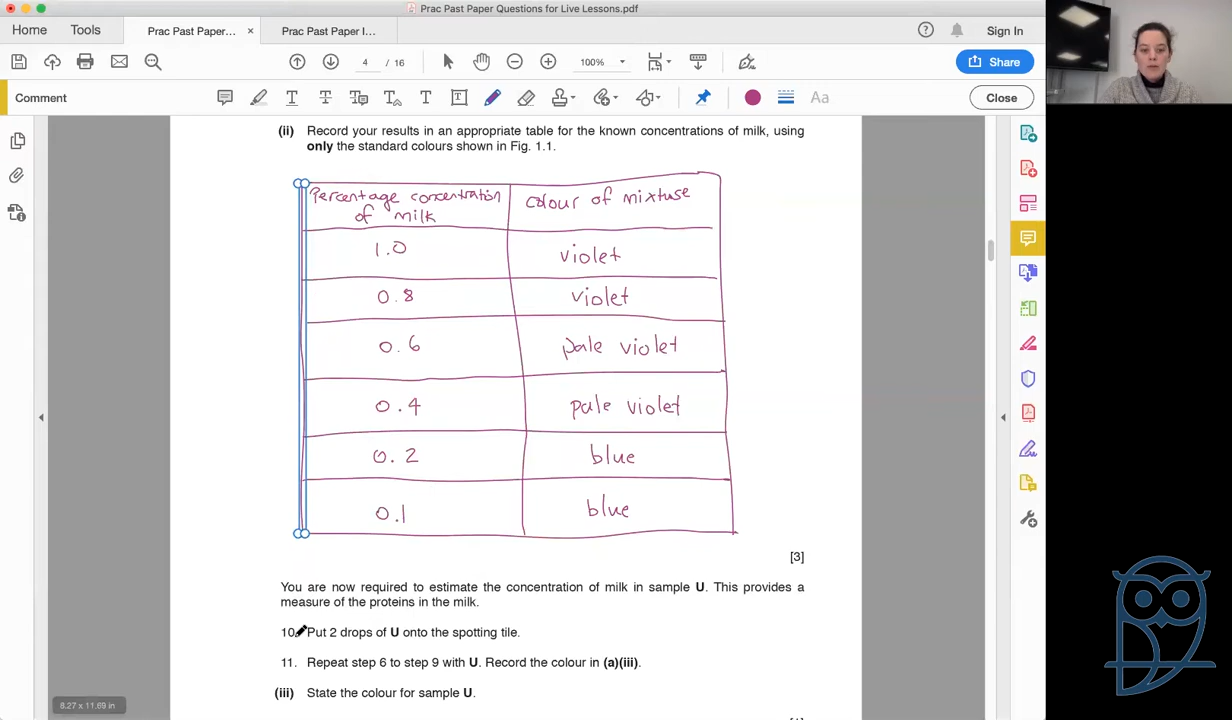 Prac Past Paper Questions for Live Lessons.pdf
Home Tools Prac Past Paper... × Prac Past Paper I... Sign In
4 / 16 100% Share
Comment Aa Close
(ii) Record your results in an appropriate table for the known concentrations of milk, using
only the standard colours shown in Fig. 1.1.
Percentage concentration
of milk
colour of mixture
1.0 violet
0.8 violet
0.6 pale violet
0.4 pale violet
0.2 blue
0.1 blue
[3]
You are now required to estimate the concentration of milk in sample U. This provides a
measure of the proteins in the milk.
10. Put 2 drops of U onto the spotting tile.
11. Repeat step 6 to step 9 with U. Record the colour in (a)(iii).
(iii) State the colour for sample U.
8.27 x 11.69 in